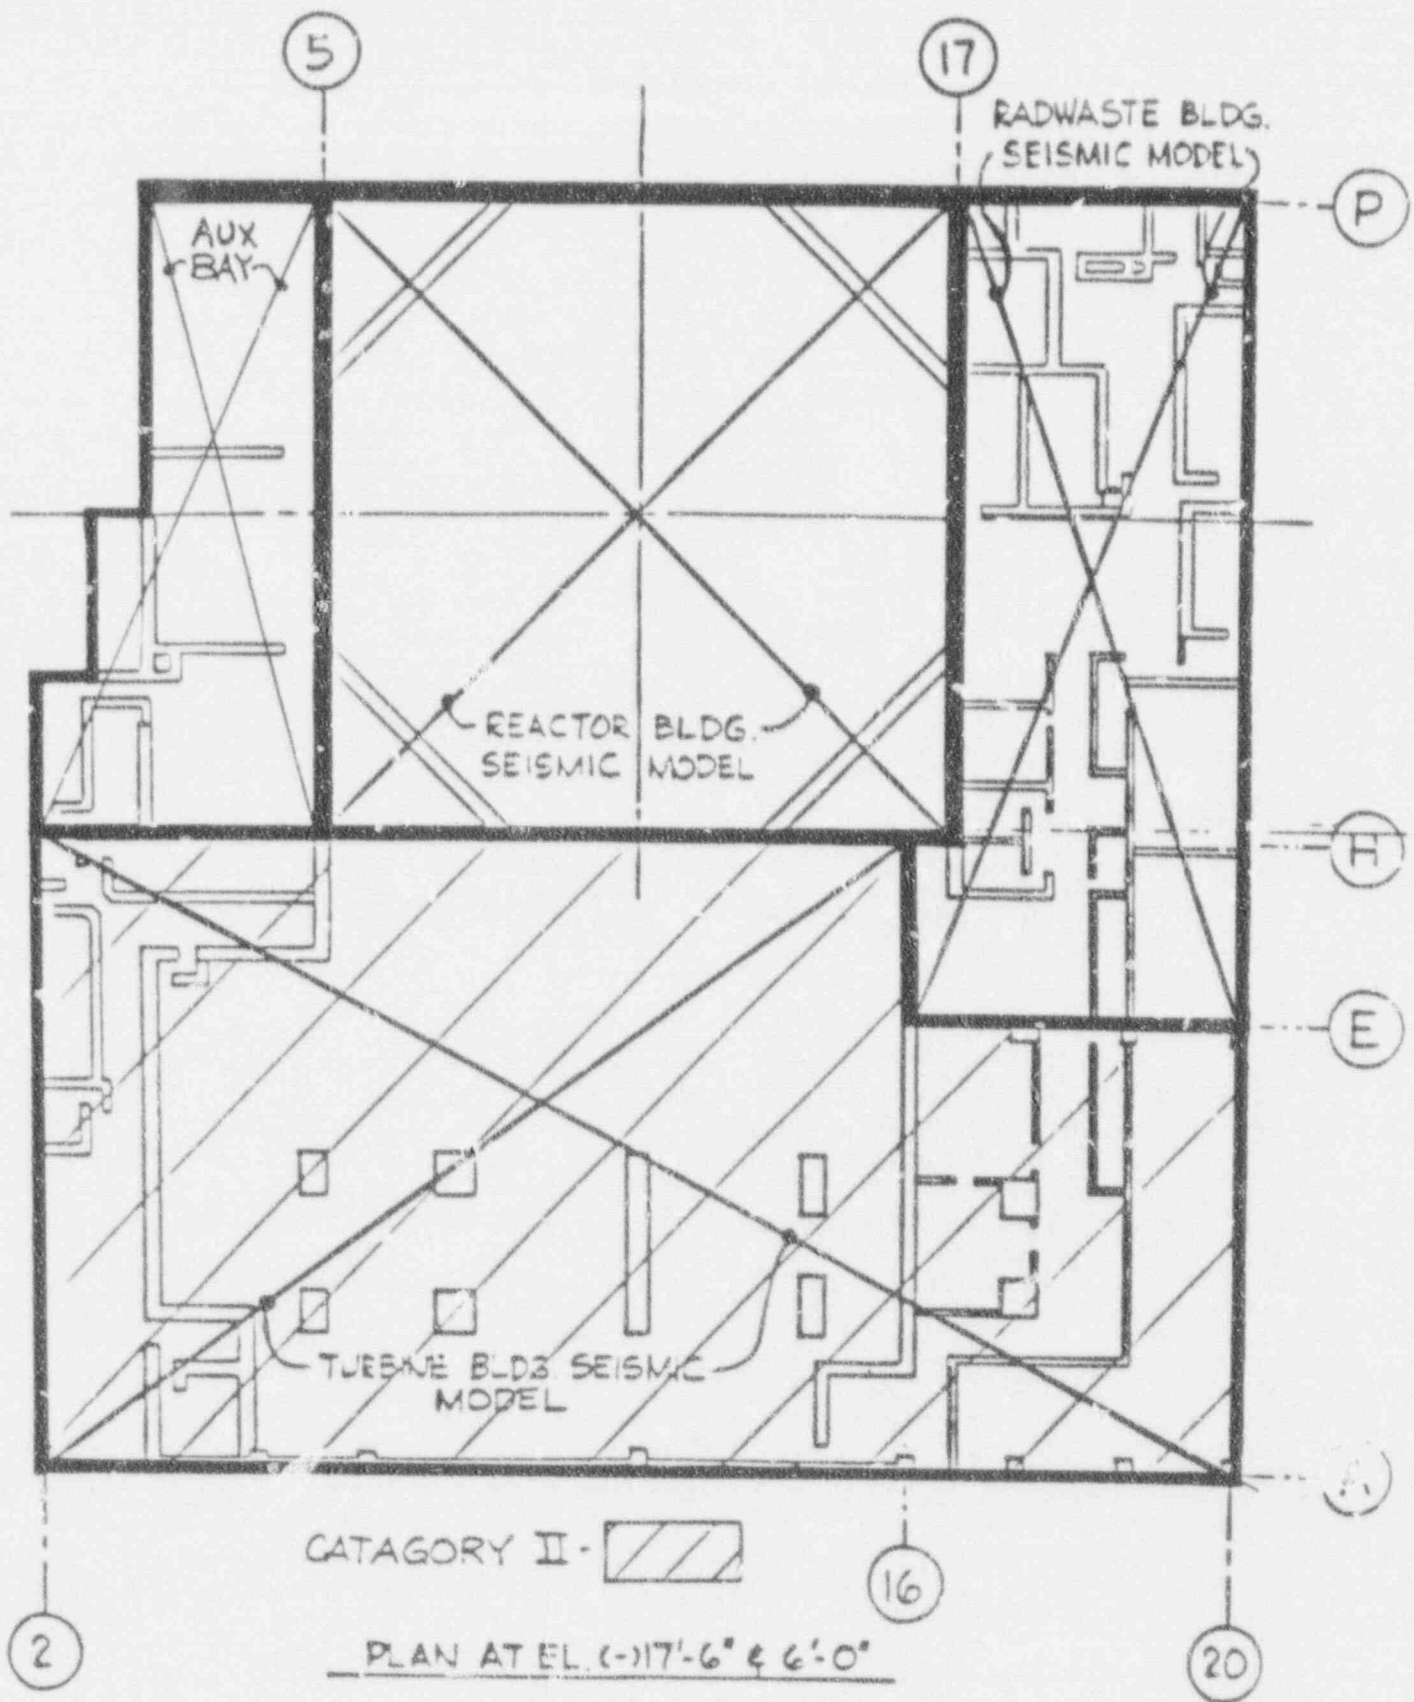 5
17
RADWASTE BLDG.
SEISMIC MODEL
P
AUX
BAY
REACTOR BLDG.
SEISMIC MODEL
H
E
TURBINE BLDG. SEISMIC
MODEL
A
CATAGORY II -
16
2
20
PLAN AT EL. (-)17'-6" & 6'-0"